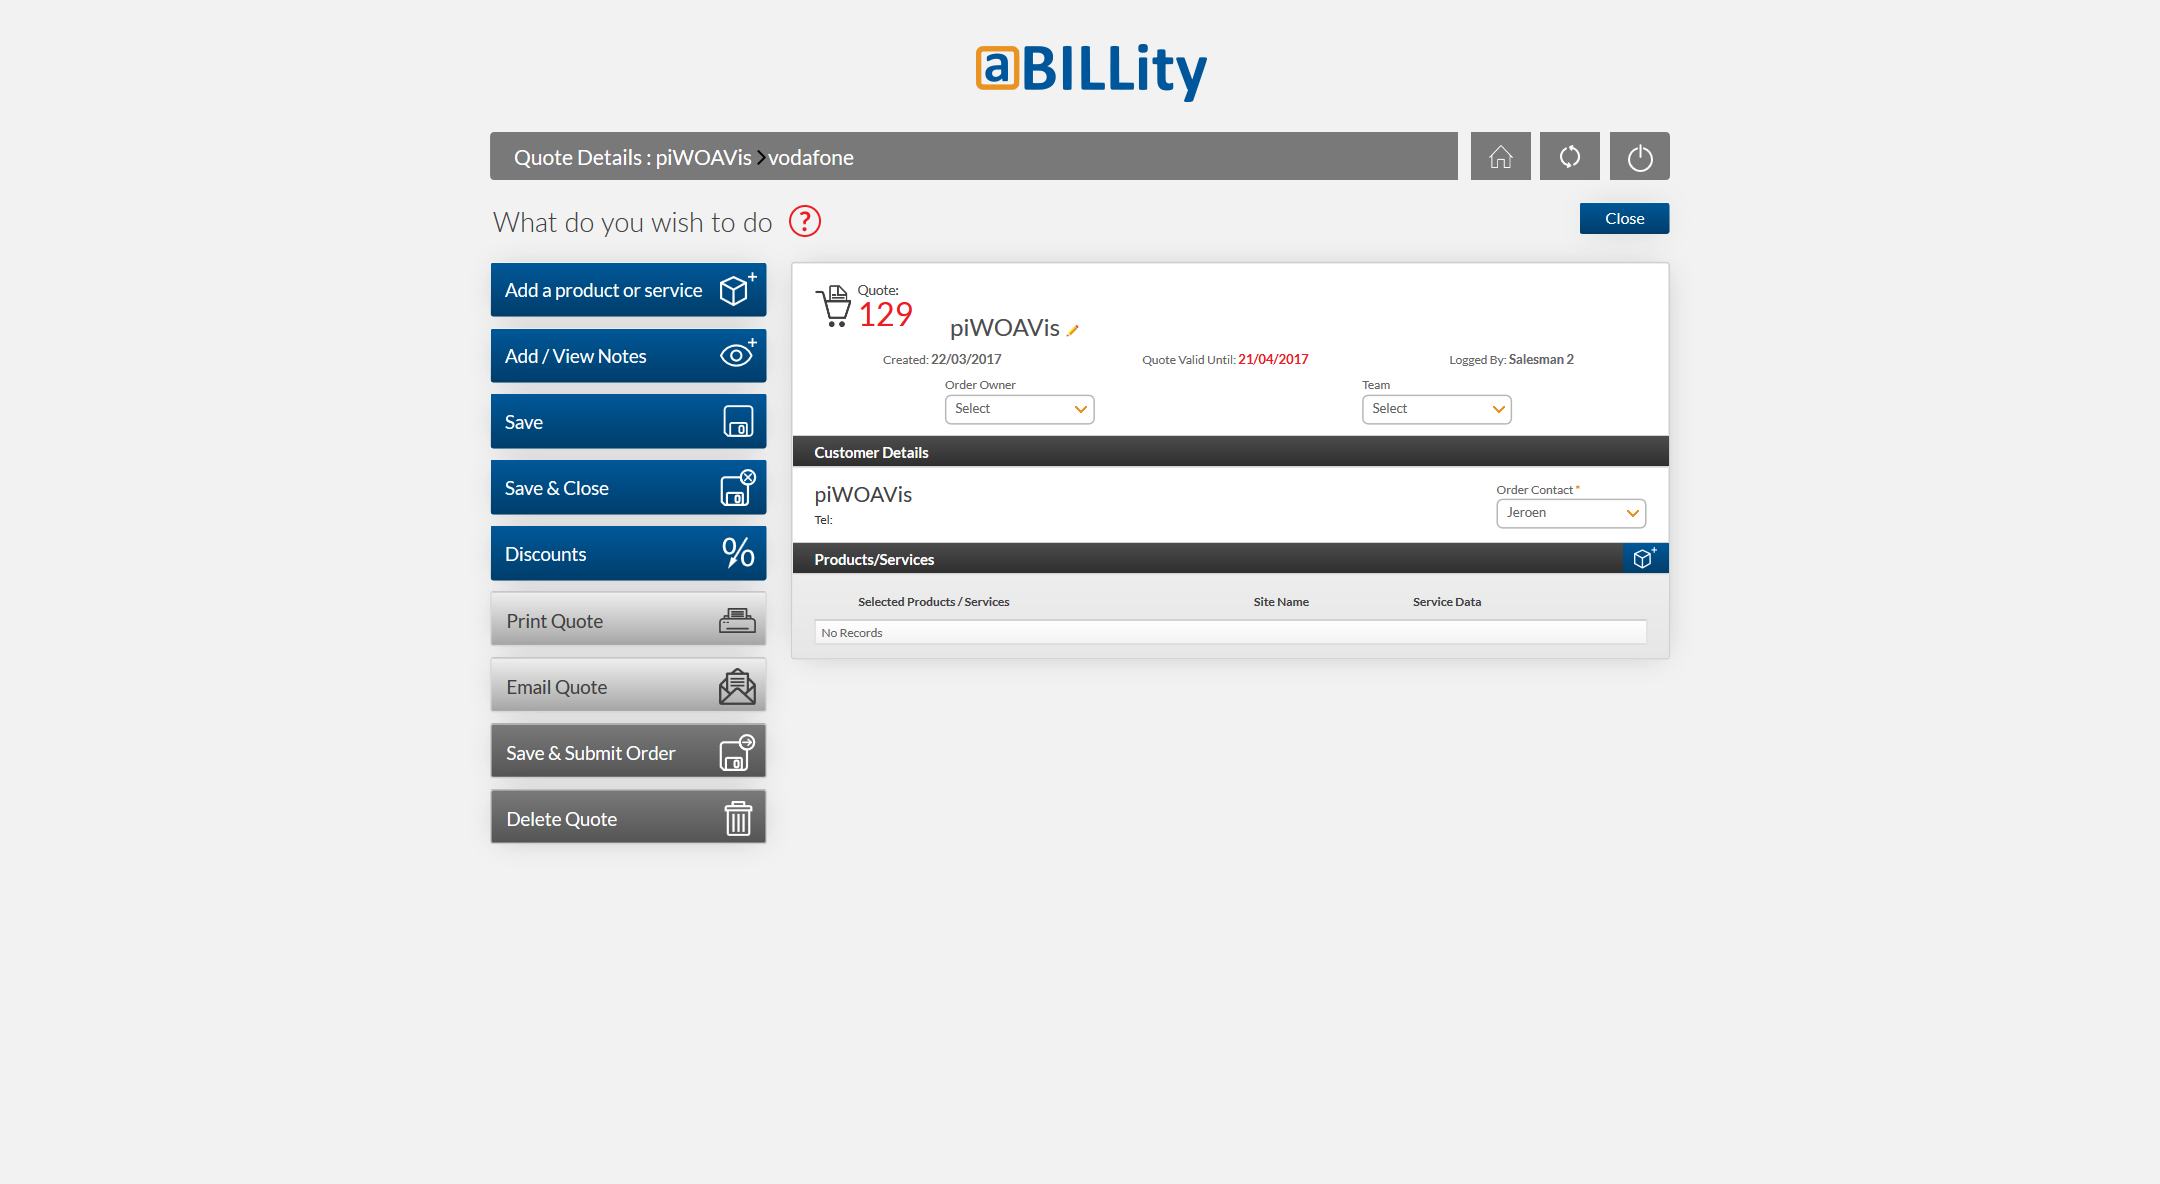 aBILLity
Quote Details : piWOAVis vodafone
What do you wish to do ?
Close
Add a product or service
Add / View Notes
Save
Save & Close
Discounts
Print Quote
Email Quote
Save & Submit Order
Delete Quote
Quote:
129
piWOAVis
Created: 22/03/2017 Quote Valid Until: 21/04/2017 Logged By: Salesman 2
Order Owner Team
Select Select
Customer Details
piWOAVis
Tel:
Order Contact *
Jeroen
Products/Services
Selected Products / Services Site Name Service Data
No Records